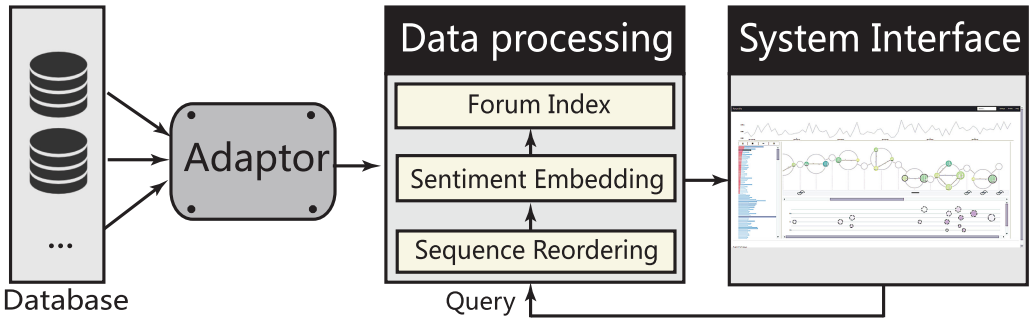 Data processing
System Interface
Forum Index
Adaptor
Sentiment Embedding
Sequence Reordering
...
Database
Query